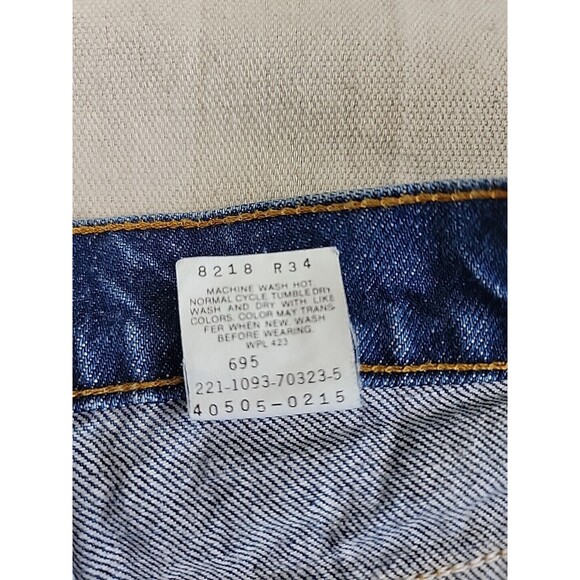 8218 R34
MACHINE WASH HOT
NORMAL CYCLE TUMBLE DRY
WASH AND DRY WITH LIKE
COLORS. COLOR MAY TRANS-
FER WHEN NEW. WASH
BEFORE WEARING.
WPL 423
695
221-1093-70323-5
40505-0215